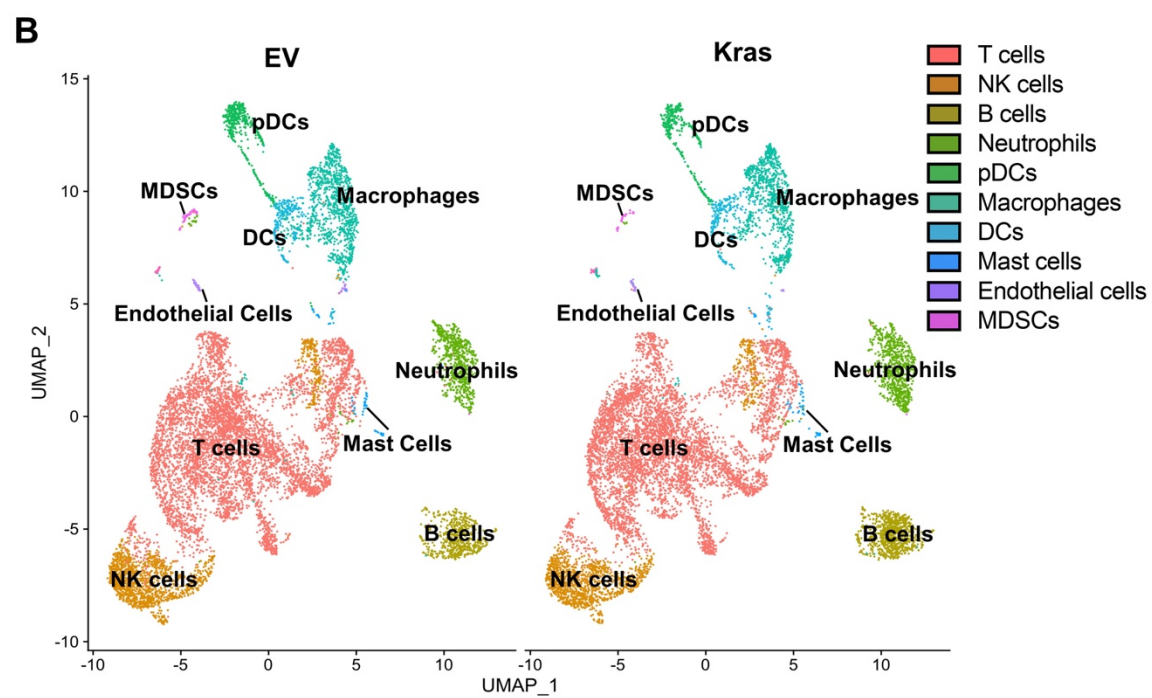 B
EV
Kras
T cells
NK cells
B cells
Neutrophils
pDCs
Macrophages
DCs
Mast cells
Endothelial cells
MDSCs
15
10
5
0
-5
-10
UMAP_2
pDCs
MDSCs
Macrophages
DCs
Endothelial Cells
Neutrophils
T cells
Mast Cells
B cells
NK cells
pDCs
MDSCs
Macrophages
DCs
Endothelial Cells
Neutrophils
T cells
Mast Cells
B cells
NK cells
-10 -5 0 5 10
-10 -5 0 5 10
UMAP_1